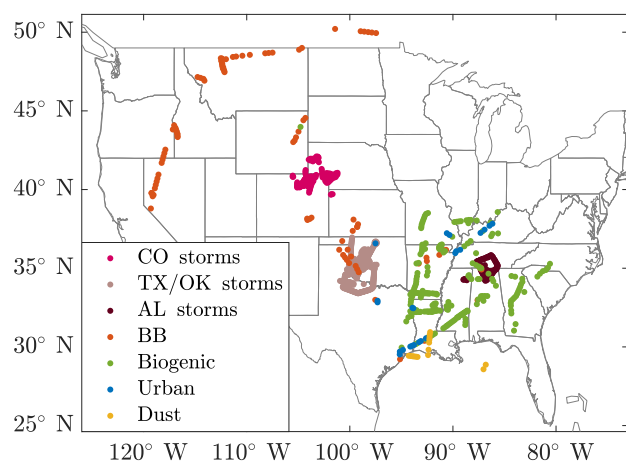 50° N
45° N
40° N
35° N
30° N
25° N
CO storms
TX/OK storms
AL storms
BB
Biogenic
Urban
Dust
120° W 110° W 100° W 90° W 80° W